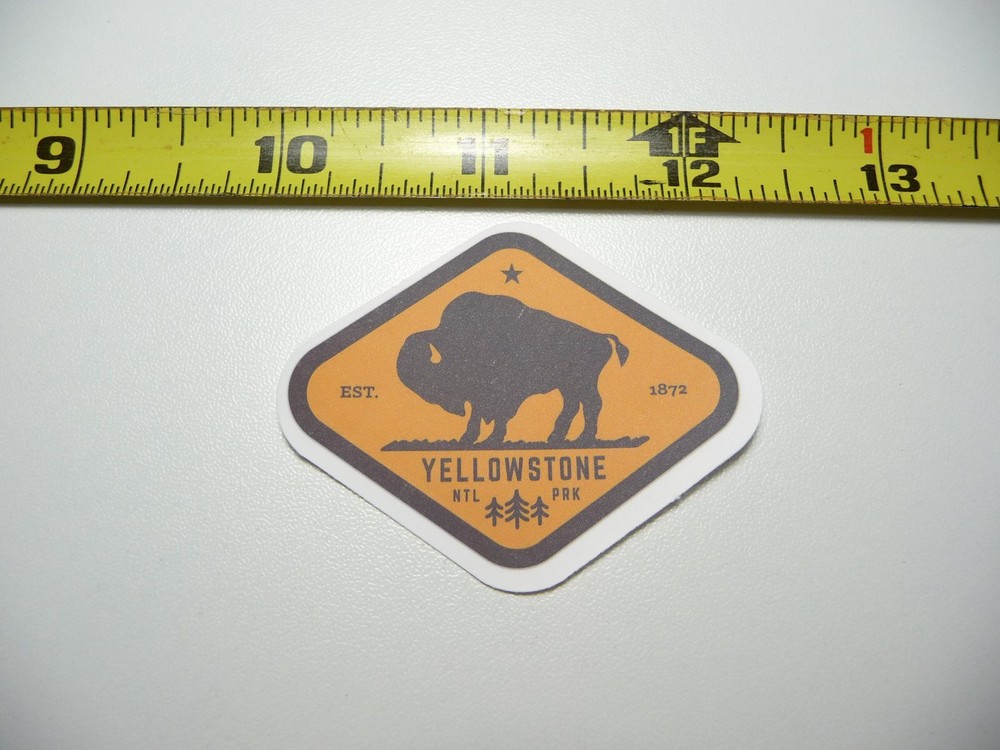 9 10 11 1F 12 1 13
EST. 1872
YELLOWSTONE
NTL PRK